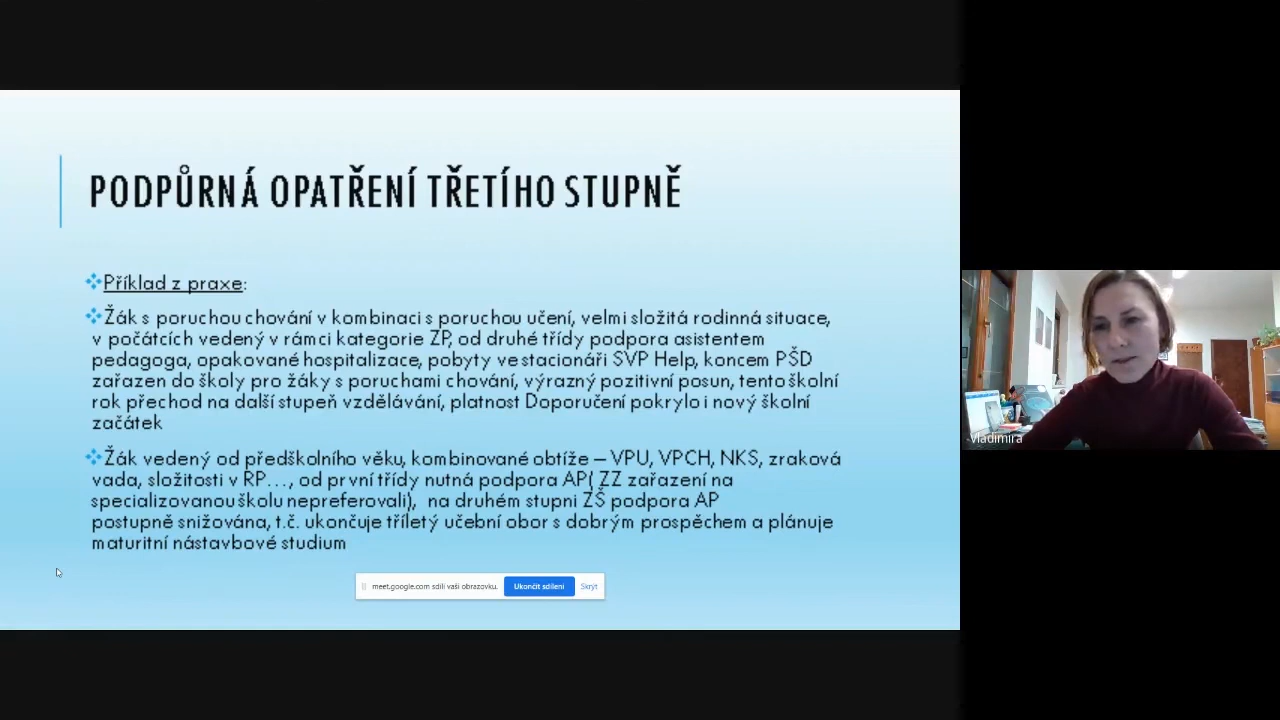 PODPŮRNÁ OPATŘENÍ TŘETÍHO STUPNĚ
Příklad z praxe:
Žák s poruchou chování v kombinaci s poruchou učení, velmi složitá rodinná situace,
v počátcích vedený v rámci kategorie ZP, od druhé třídy podpora asistentem
pedagoga, opakované hospitalizace, pobyty ve stacionáři SVP Help, koncem PŠD
zařazen do školy pro žáky s poruchami chování, výrazný pozitivní posun, tento školní
rok přechod na další stupeň vzdělávání, platnost Doporučení pokrylo i nový školní
začátek
Žák vedený od předškolního věku, kombinované obtíže – VPU, VPCH, NKS, zraková
vada, složitosti v RP…, od první třídy nutná podpora AP( ZZ zařazení na
specializovanou školu nepreferovali), na druhém stupni ZŠ podpora AP
postupně snižována, t.č. ukončuje tříletý učební obor s dobrým prospěchem a plánuje
maturitní nástavbové studium
meet.google.com sdílí vaši obrazovku. Ukončit sdílení Skrýt
Vladimíra